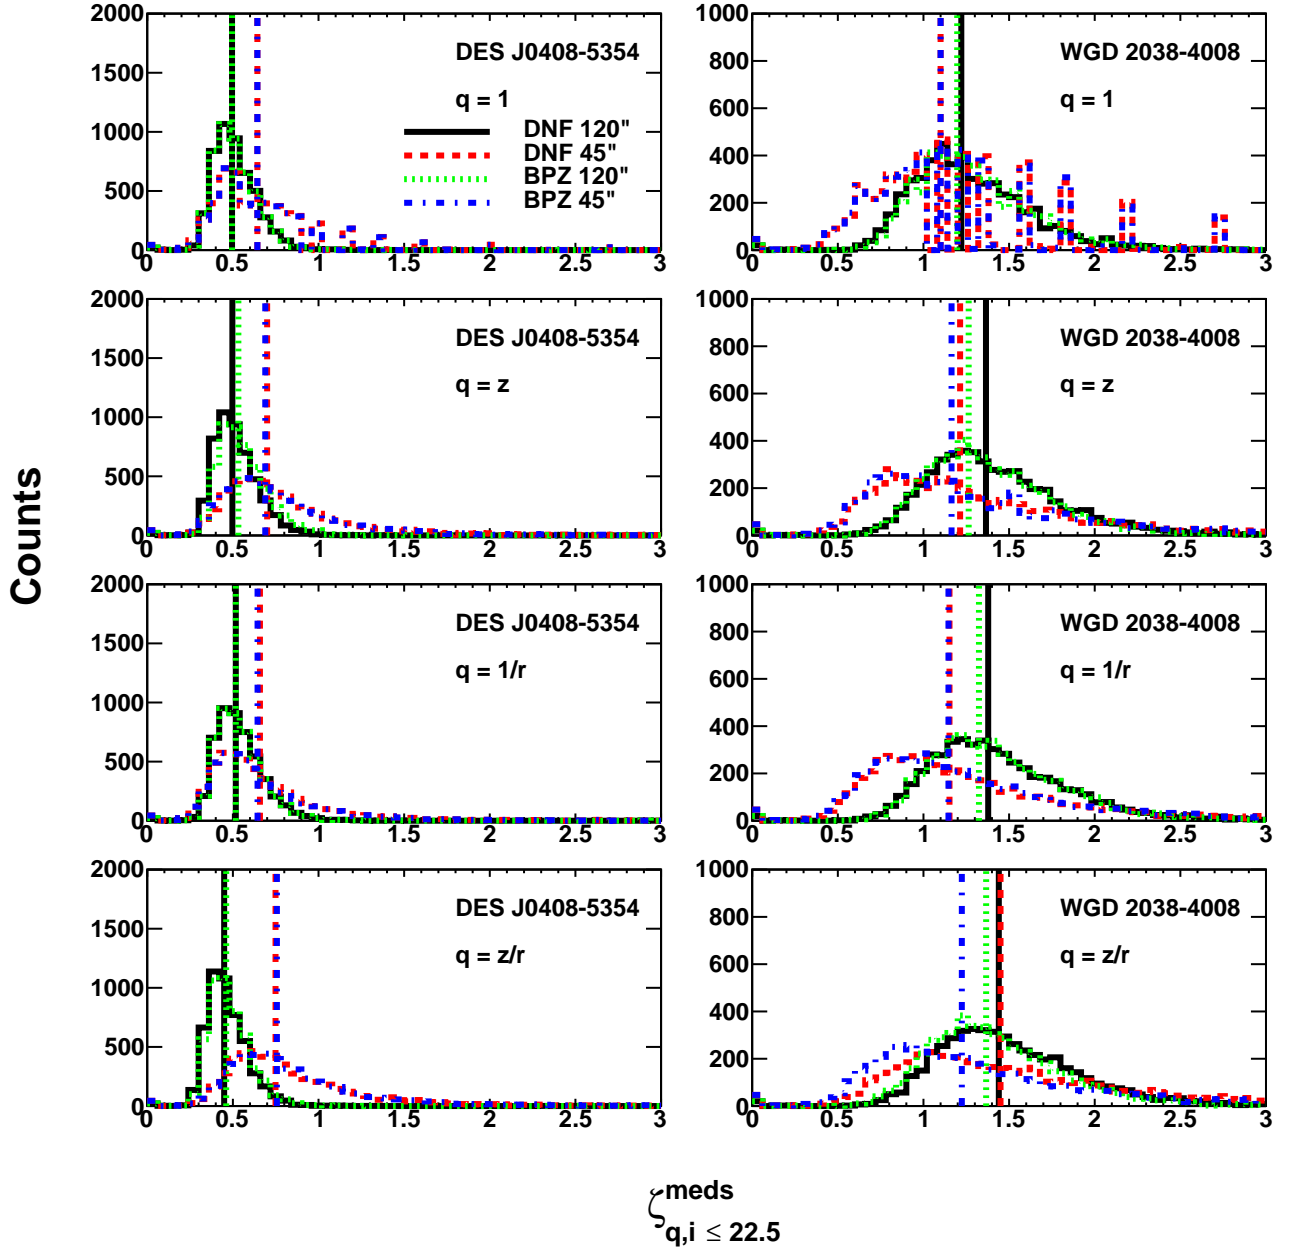 Counts
2000
1500
1000
500
0
0 0.5 1 1.5 2 2.5 3
DES J0408-5354
q = 1
DNF 120"
DNF 45"
BPZ 120"
BPZ 45"
1000
800
600
400
200
0
0 0.5 1 1.5 2 2.5 3
WGD 2038-4008
q = 1
2000
1500
1000
500
0
0 0.5 1 1.5 2 2.5 3
DES J0408-5354
q = z
1000
800
600
400
200
0
0 0.5 1 1.5 2 2.5 3
WGD 2038-4008
q = z
2000
1500
1000
500
0
0 0.5 1 1.5 2 2.5 3
DES J0408-5354
q = 1/r
1000
800
600
400
200
0
0 0.5 1 1.5 2 2.5 3
WGD 2038-4008
q = 1/r
2000
1500
1000
500
0
0 0.5 1 1.5 2 2.5 3
DES J0408-5354
q = z/r
1000
800
600
400
200
0
0 0.5 1 1.5 2 2.5 3
WGD 2038-4008
q = z/r
ζ meds q,i ≤ 22.5